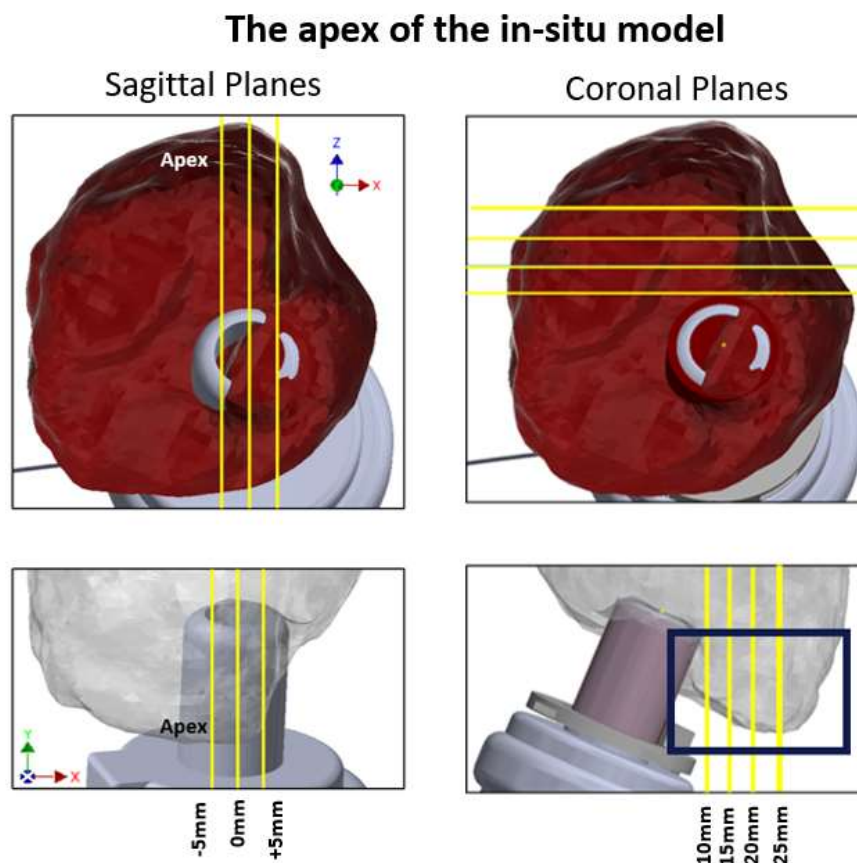 The apex of the in-situ model
Sagittal Planes
Coronal Planes
Apex
Z
X
Apex
Y
X
-5mm
0mm
+5mm
10mm
15mm
20mm
25mm